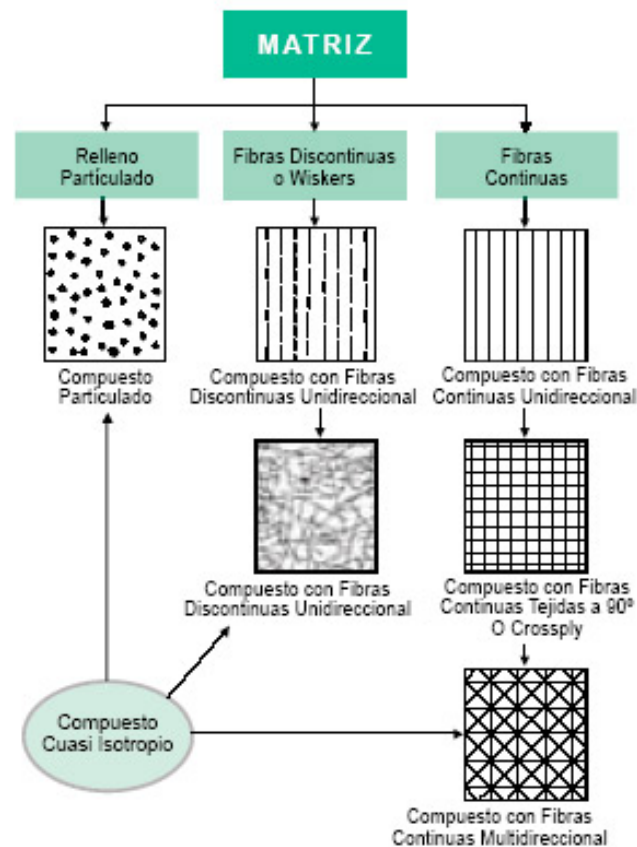 MATRIZ
Relleno
Particulado
Fibras Discontinuas
o Wiskers
Fibras
Continuas
Compuesto
Particulado
Compuesto con Fibras
Discontinuas Unidireccional
Compuesto con Fibras
Continuas Unidireccional
Compuesto con Fibras
Discontinuas Unidireccional
Compuesto con Fibras
Continuas Tejidas a 90º
O Crossply
Compuesto
Cuasi Isotropio
Compuesto con Fibras
Continuas Multidireccional